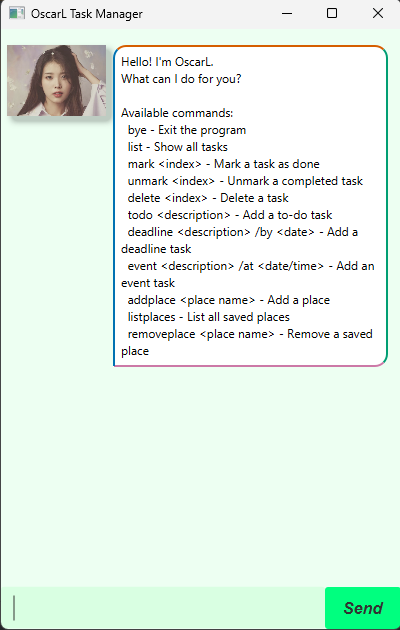 OscarL Task Manager
Hello! I'm OscarL.
What can I do for you?
Available commands:
bye - Exit the program
list - Show all tasks
mark <index> - Mark a task as done
unmark <index> - Unmark a completed task
delete <index> - Delete a task
todo <description> - Add a to-do task
deadline <description> /by <date> - Add a
deadline task
event <description> /at <date/time> - Add an
event task
addplace <place name> - Add a place
listplaces - List all saved places
removeplace <place name> - Remove a saved
place
Send